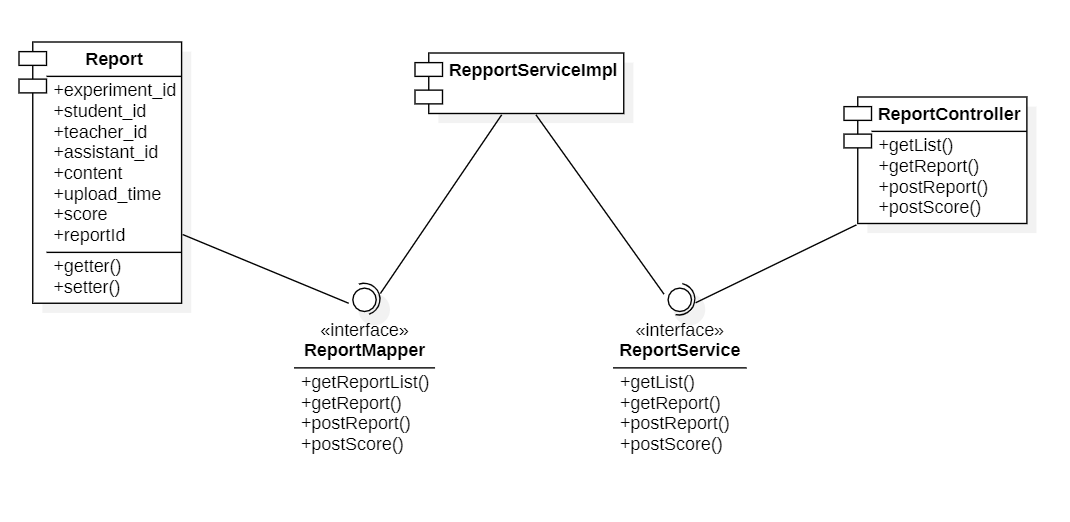 Report
+experiment_id
+student_id
+teacher_id
+assistant_id
+content
+upload_time
+score
+reportId
+getter()
+setter()
RepportServiceImpl
ReportController
+getList()
+getReport()
+postReport()
+postScore()
«interface»
ReportMapper
+getReportList()
+getReport()
+postReport()
+postScore()
«interface»
ReportService
+getList()
+getReport()
+postReport()
+postScore()